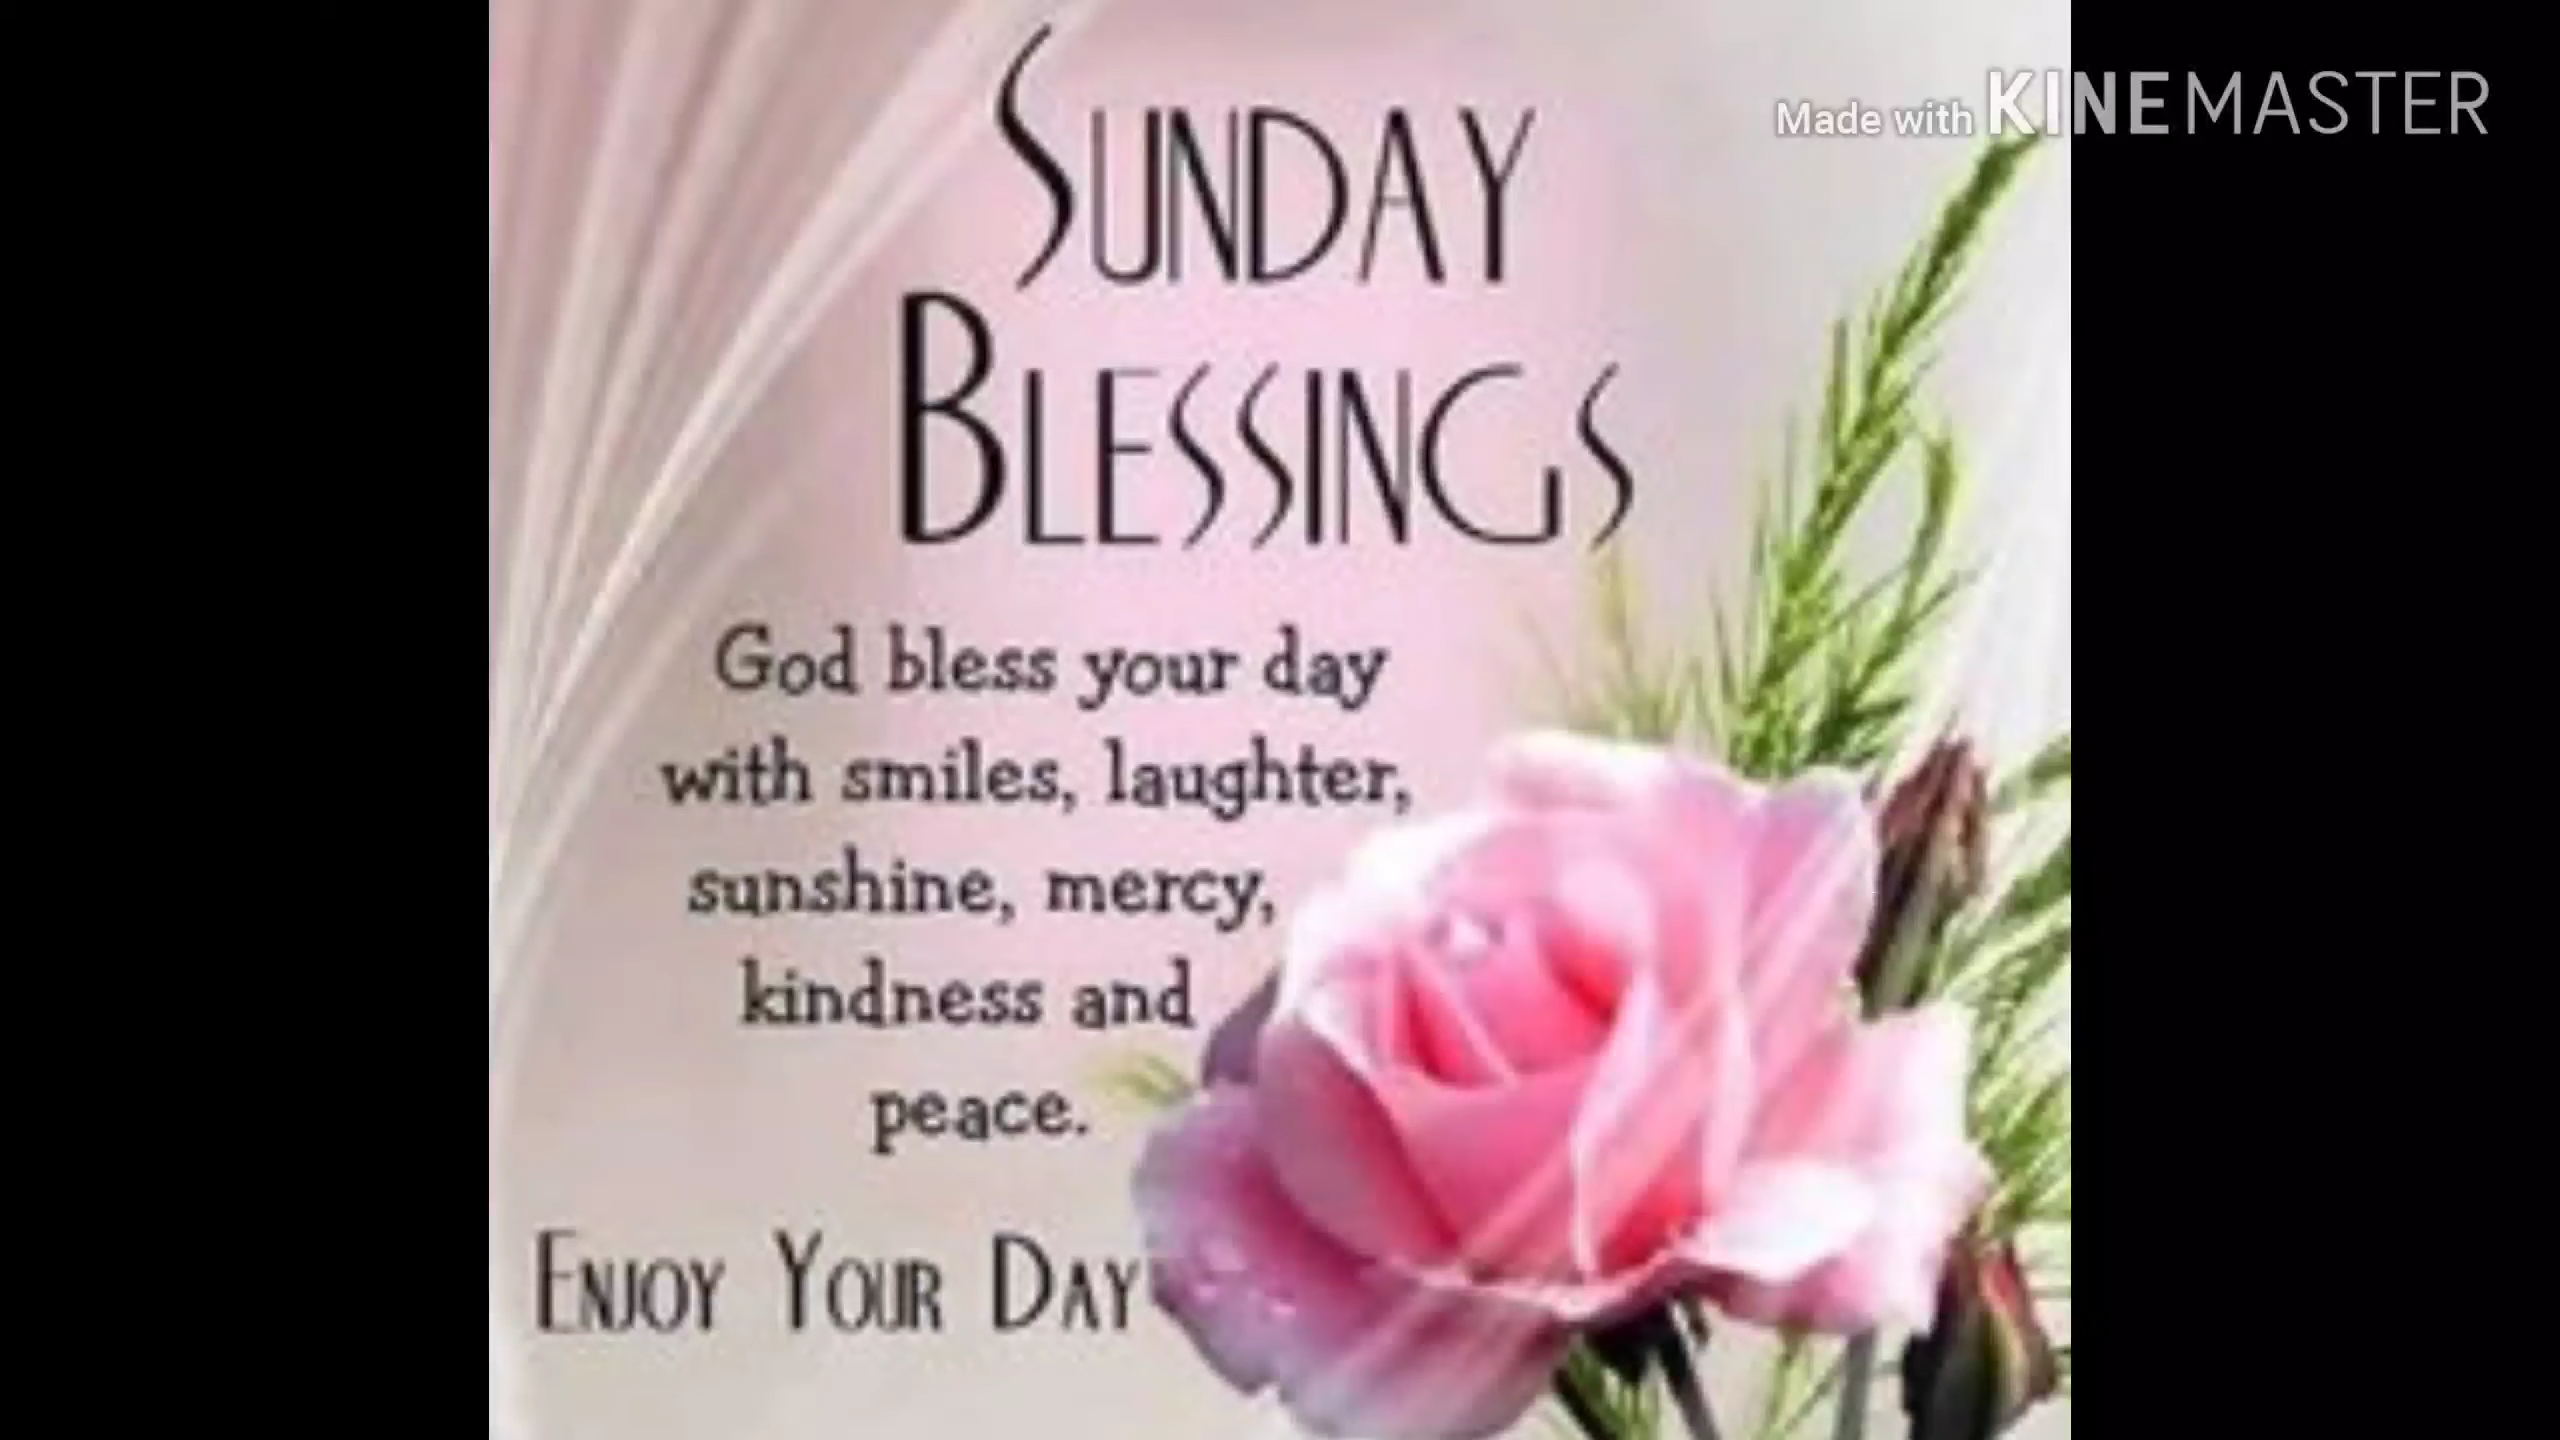 Made with KINEMASTER
SUNDAY
BLESSINGS
God bless your day
with smiles, laughter,
sunshine, mercy,
kindness and
peace.
ENJOY YOUR DAY